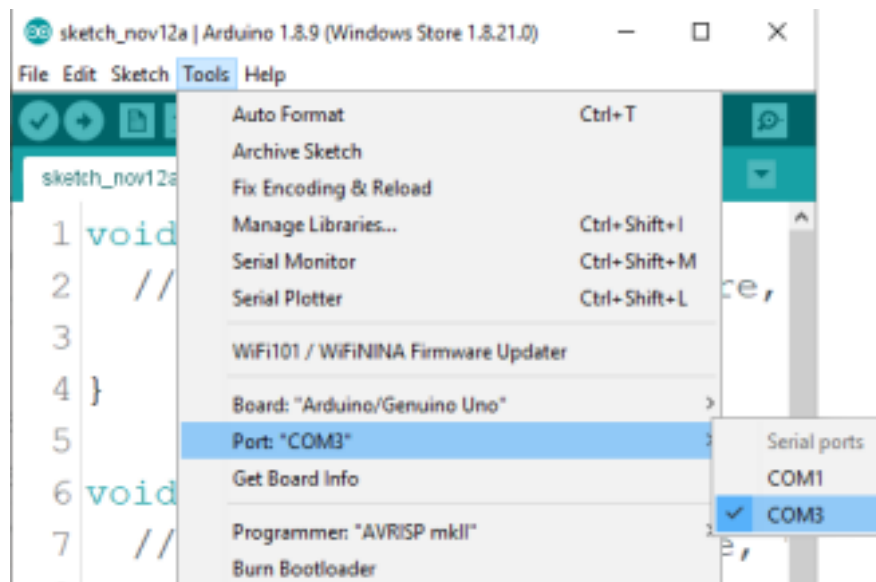 sketch_nov12a | Arduino 1.8.9 (Windows Store 1.8.21.0)
File Edit Sketch Tools Help
Auto Format Ctrl+T
Archive Sketch
sketch_nov12a
Fix Encoding & Reload
Manage Libraries... Ctrl+Shift+I
Serial Monitor Ctrl+Shift+M
Serial Plotter Ctrl+Shift+L
WiFi101 / WiFiNINA Firmware Updater
Board: "Arduino/Genuino Uno"
Port: "COM3"
Get Board Info
Programmer: "AVRISP mkII"
Burn Bootloader
1 void
2 // re,
3
4 }
5
6 void
7 // e,
Serial ports
COM1
COM3